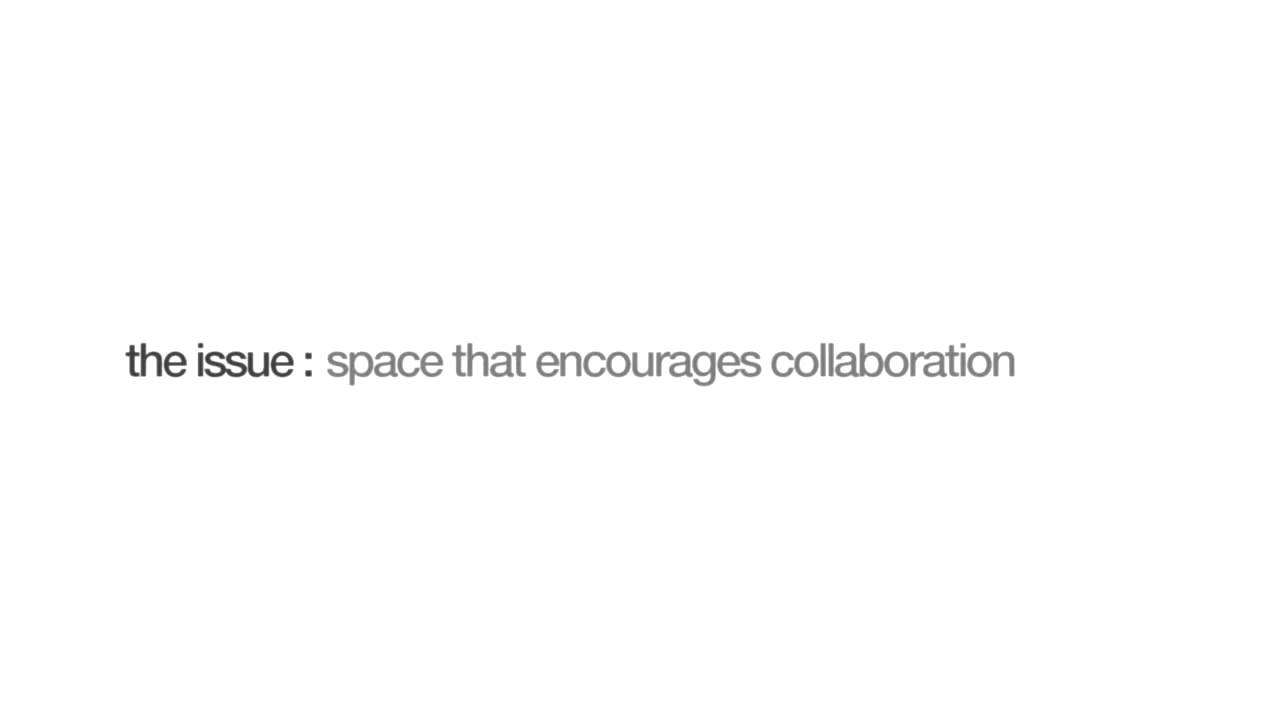 the issue : space that encourages collaboration